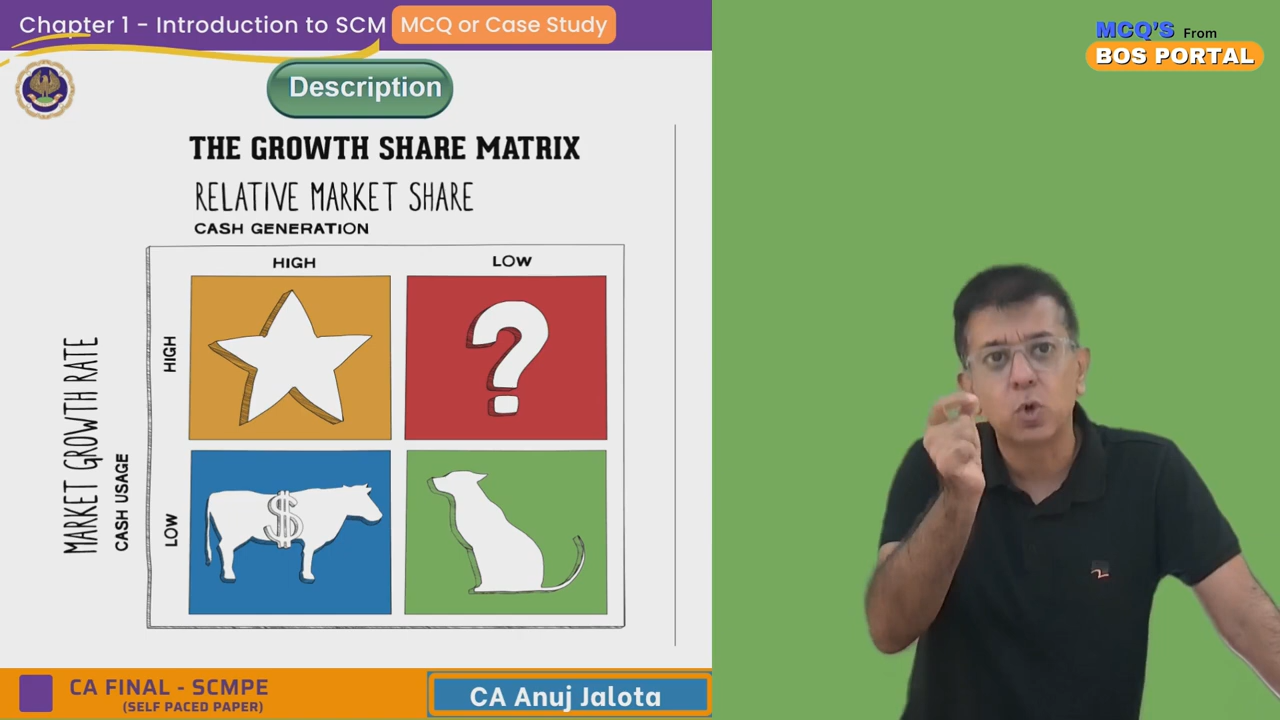 Chapter 1 - Introduction to SCM MCQ or Case Study
MCQ'S From
BOS PORTAL
Description
THE GROWTH SHARE MATRIX
RELATIVE MARKET SHARE
CASH GENERATION
HIGH LOW
MARKET GROWTH RATE
CASH USAGE
HIGH
?
LOW
$
CA FINAL - SCMPE
(SELF PACED PAPER)
CA Anuj Jalota